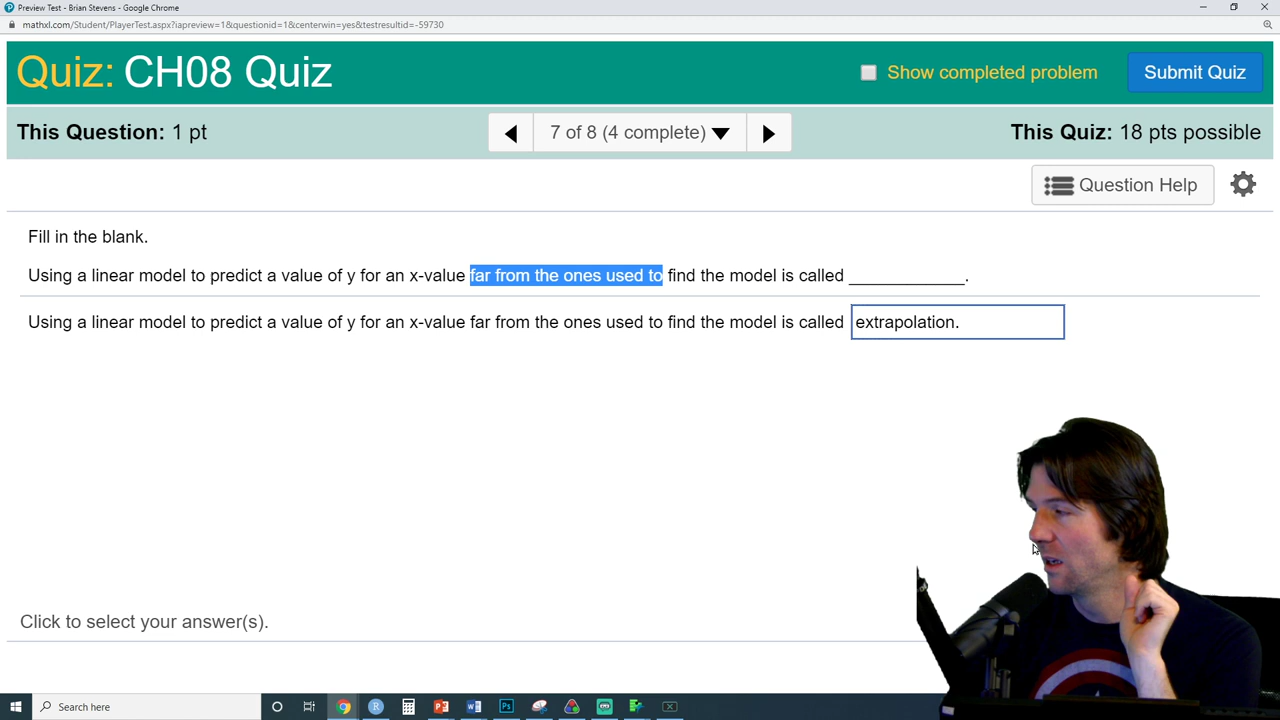 Preview Test - Brian Stevens - Google Chrome
mathxl.com/Student/PlayerTest.aspx?iapreview=1&questionid=1&centerwin=yes&testresultid=-59730
Quiz: CH08 Quiz
Show completed problem
Submit Quiz
This Question: 1 pt
7 of 8 (4 complete)
This Quiz: 18 pts possible
Question Help
Fill in the blank.
Using a linear model to predict a value of y for an x-value far from the ones used to find the model is called _____________.
Using a linear model to predict a value of y for an x-value far from the ones used to find the model is called extrapolation.
Click to select your answer(s).
Search here